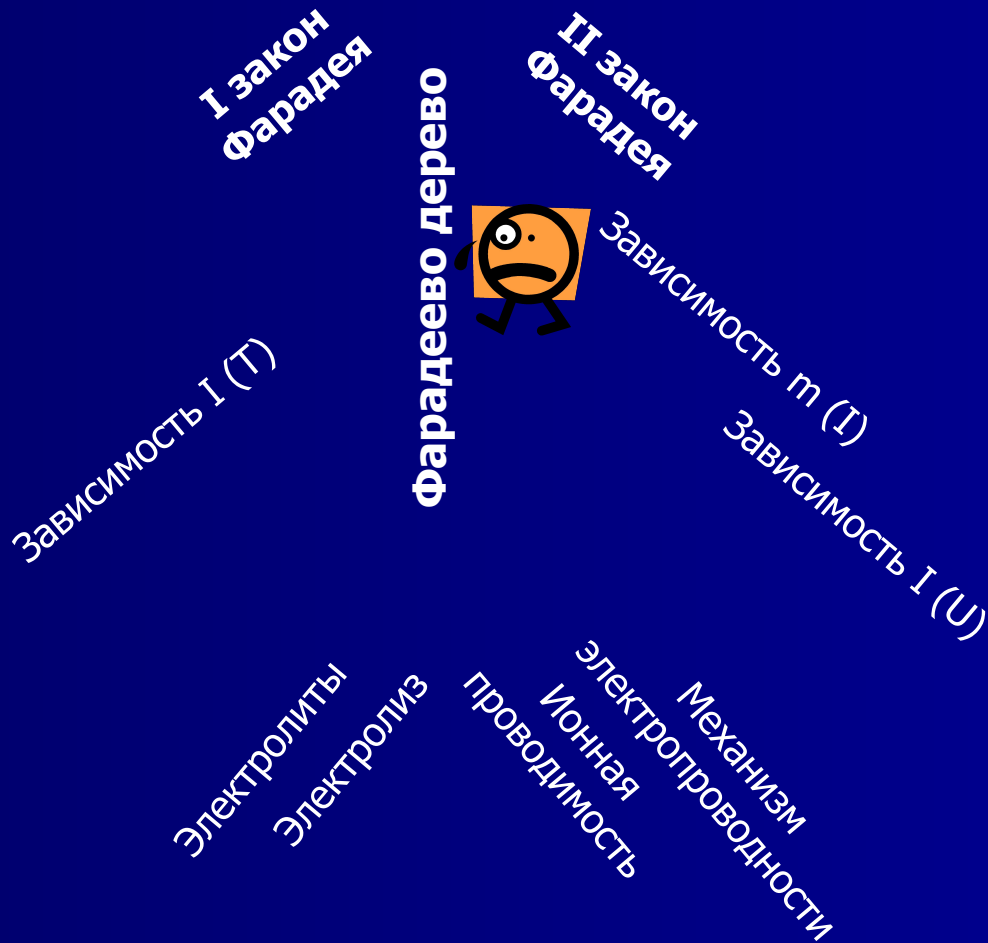 I закон
Фарадея
II закон
Фарадея
Фарадеево дерево
Зависимость m (I)
Зависимость I (T)
Зависимость I (U)
Электролиты
Электролиз
Ионная
проводимость
Механизм
электропроводности